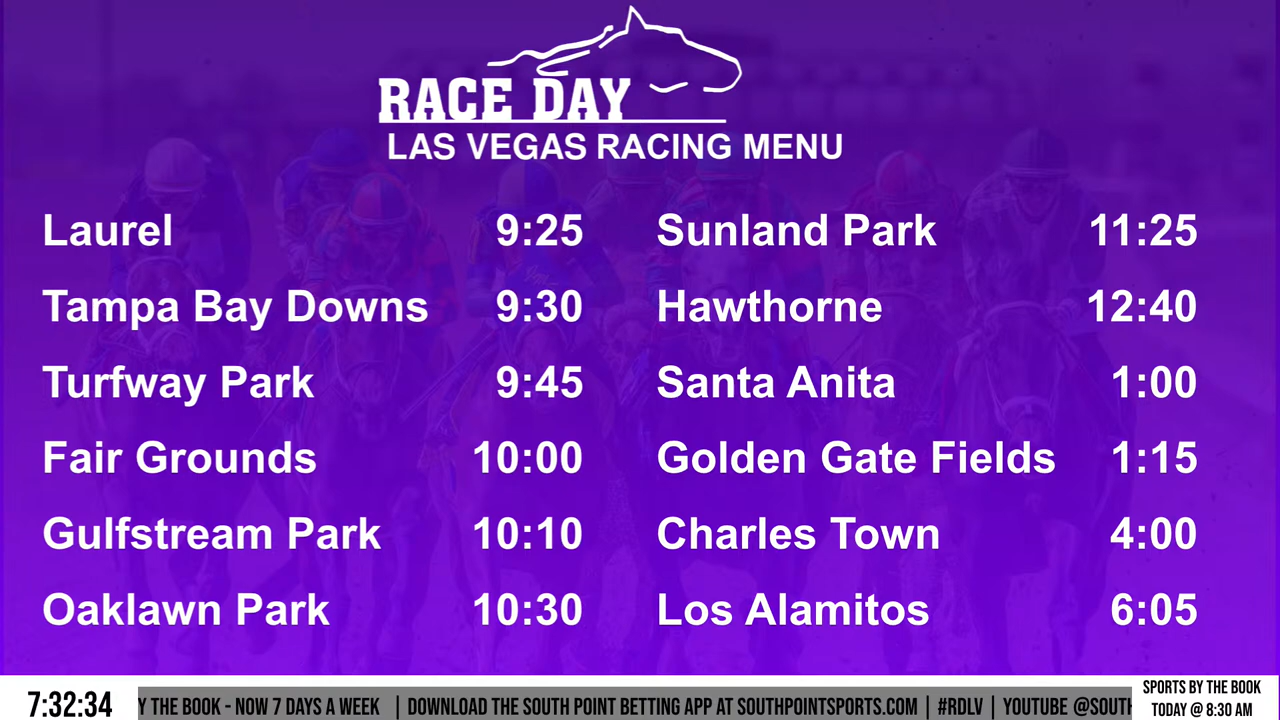 RACE DAY
LAS VEGAS RACING MENU
Laurel 9:25
Tampa Bay Downs 9:30
Turfway Park 9:45
Fair Grounds 10:00
Gulfstream Park 10:10
Oaklawn Park 10:30
Sunland Park 11:25
Hawthorne 12:40
Santa Anita 1:00
Golden Gate Fields 1:15
Charles Town 4:00
Los Alamitos 6:05
7:32:34
Y THE BOOK - NOW 7 DAYS A WEEK | DOWNLOAD THE SOUTH POINT BETTING APP AT SOUTHPOINTSPORTS.COM | #RDLV | YOUTUBE @SOUTH
SPORTS BY THE BOOK
TODAY @ 8:30 AM